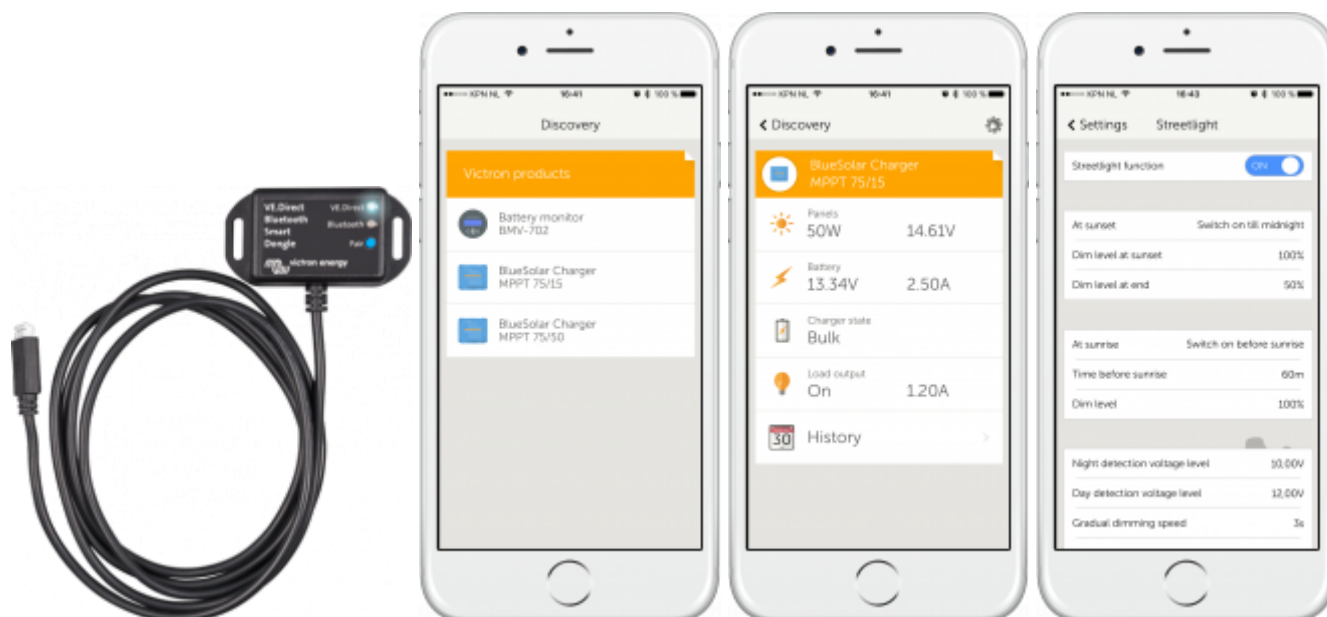 VE.Direct
Bluetooth
Smart
Dongle
VE.Direct
Bluetooth
Pair
victron energy
KPN NL 16:41 100 %
Discovery
Victron products
Battery monitor
BMV-702
BlueSolar Charger
MPPT 75/15
BlueSolar Charger
MPPT 75/50
KPN NL 16:41 100 %
Discovery
BlueSolar Charger
MPPT 75/15
Panels
50W 14.61V
Battery
13.34V 2.50A
Charger state
Bulk
Load output
On 1.20A
30 History
KPN NL 16:43 100 %
Settings Streetlight
Streetlight function ON
At sunset Switch on till midnight
Dim level at sunset 100%
Dim level at end 50%
At sunrise Switch on before sunrise
Time before sunrise 60m
Dim level 100%
Night detection voltage level 10,00V
Day detection voltage level 12,00V
Gradual dimming speed 3s